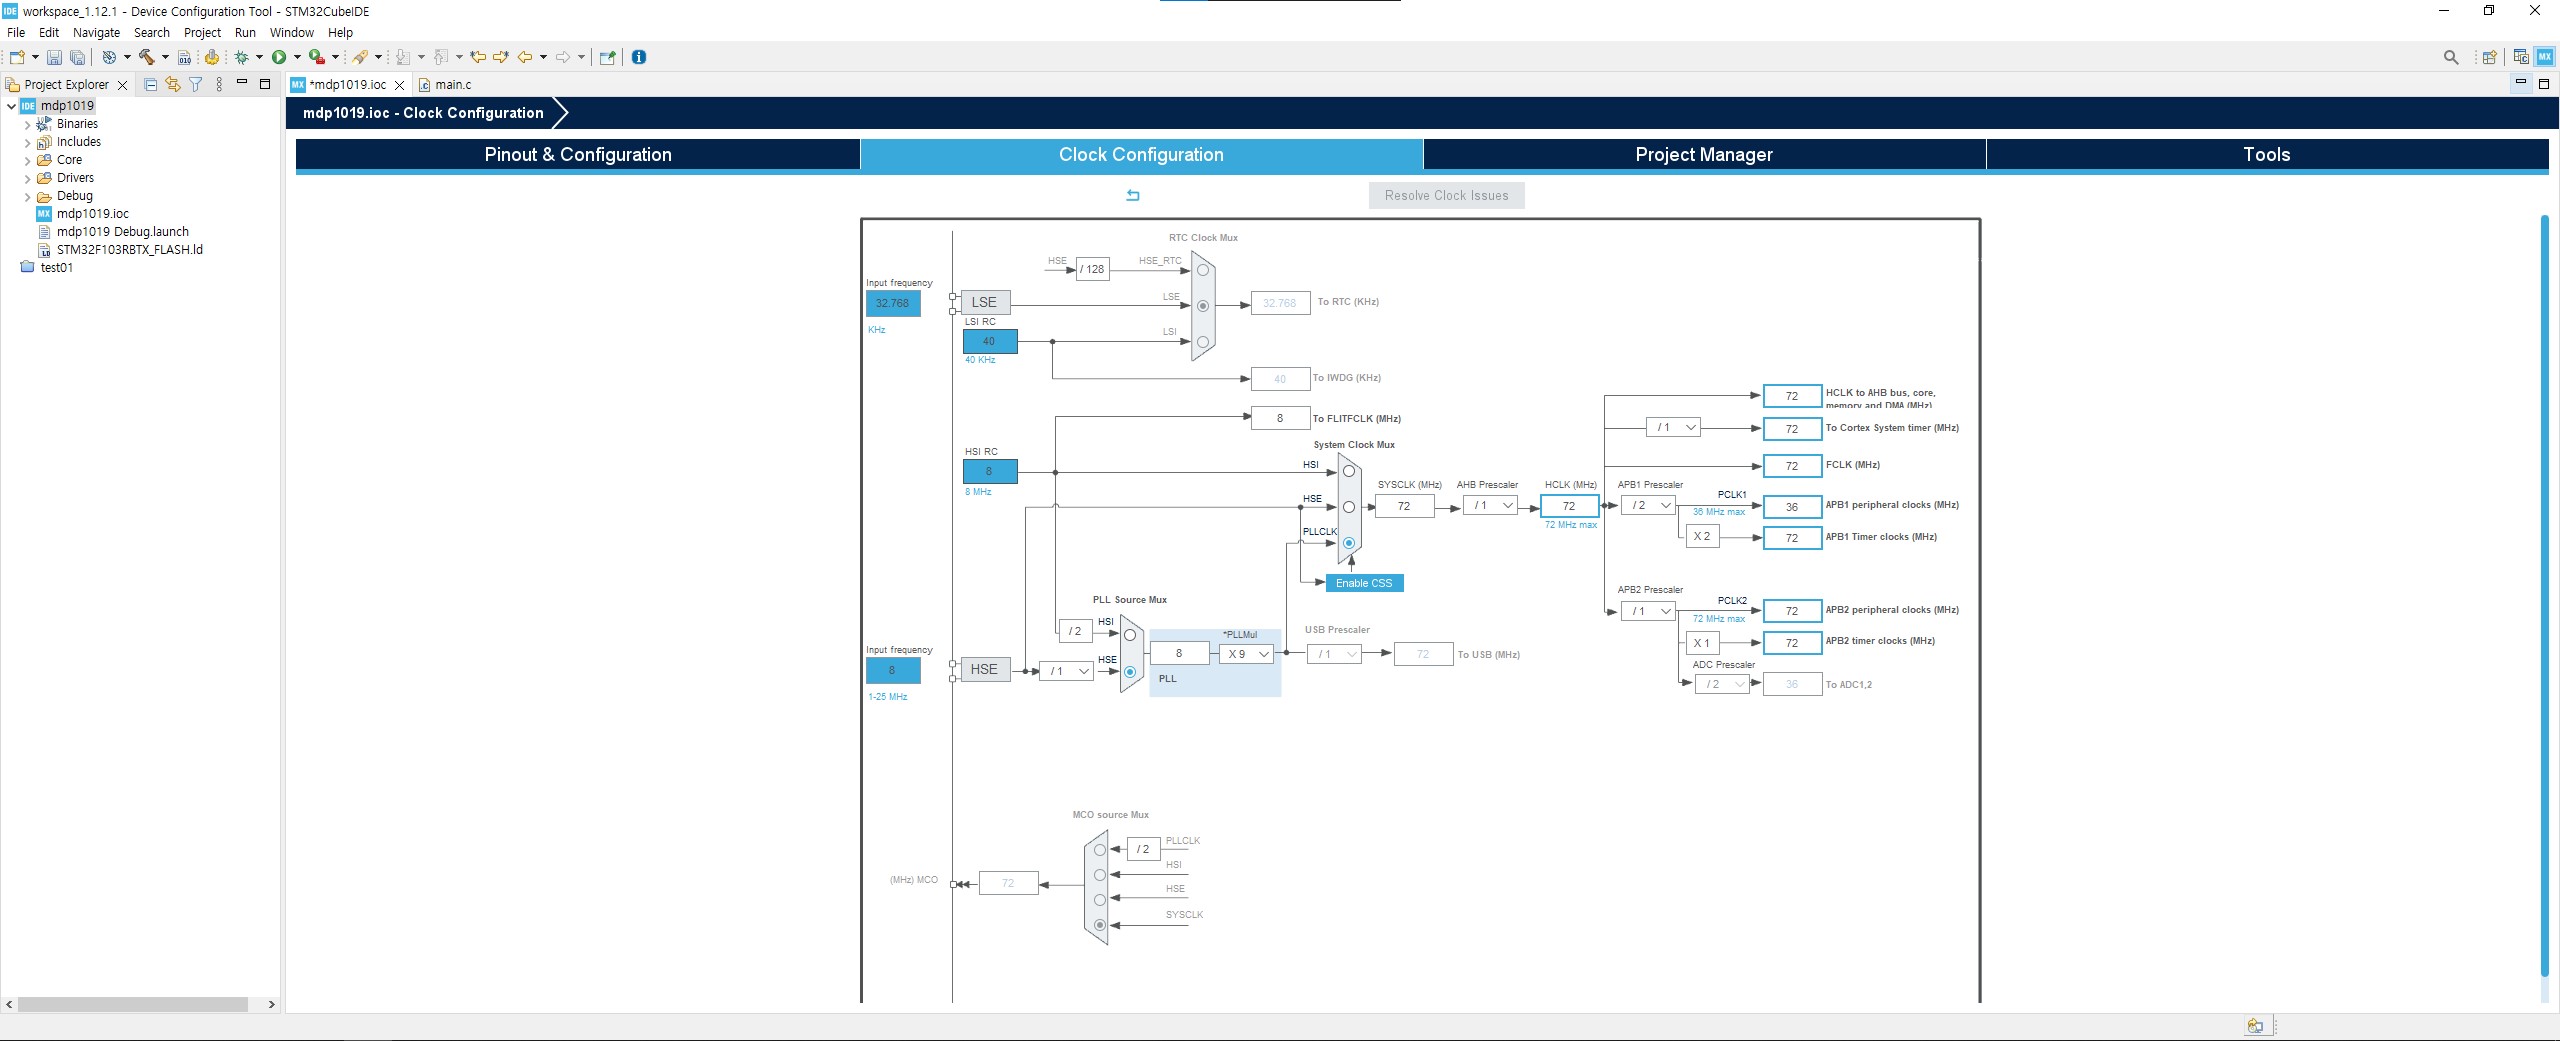 IDE workspace_1.12.1 - Device Configuration Tool - STM32CubeIDE
File Edit Navigate Search Project Run Window Help
Project Explorer
IDE mdp1019
Binaries
Includes
Core
Drivers
Debug
MX mdp1019.ioc
mdp1019 Debug.launch
STM32F103RBTX_FLASH.ld
test01
MX *mdp1019.ioc
main.c
MX
mdp1019.ioc - Clock Configuration
Pinout & Configuration
Clock Configuration
Project Manager
Tools
Resolve Clock Issues
RTC Clock Mux
HSE
/ 128
HSE_RTC
Input frequency
32.768
KHz
LSE
LSE
32.768
To RTC (KHz)
LSI RC
40
40 KHz
LSI
40
To IWDG (KHz)
8
To FLITFCLK (MHz)
System Clock Mux
HSI RC
8
8 MHz
HSI
HSE
PLLCLK
Enable CSS
SYSCLK (MHz)
72
AHB Prescaler
/ 1
HCLK (MHz)
72
72 MHz max
72
HCLK to AHB bus, core,
memory and DMA (MHz)
/ 1
72
To Cortex System timer (MHz)
72
FCLK (MHz)
APB1 Prescaler
/ 2
PCLK1
36 MHz max
36
APB1 peripheral clocks (MHz)
X 2
72
APB1 Timer clocks (MHz)
APB2 Prescaler
/ 1
PCLK2
72 MHz max
72
APB2 peripheral clocks (MHz)
X 1
72
APB2 timer clocks (MHz)
ADC Prescaler
/ 2
36
To ADC1,2
PLL Source Mux
/ 2
HSI
Input frequency
8
1-25 MHz
HSE
/ 1
HSE
8
*PLLMul
X 9
PLL
USB Prescaler
/ 1
72
To USB (MHz)
MCO source Mux
/ 2
PLLCLK
HSI
HSE
SYSCLK
(MHz) MCO
72